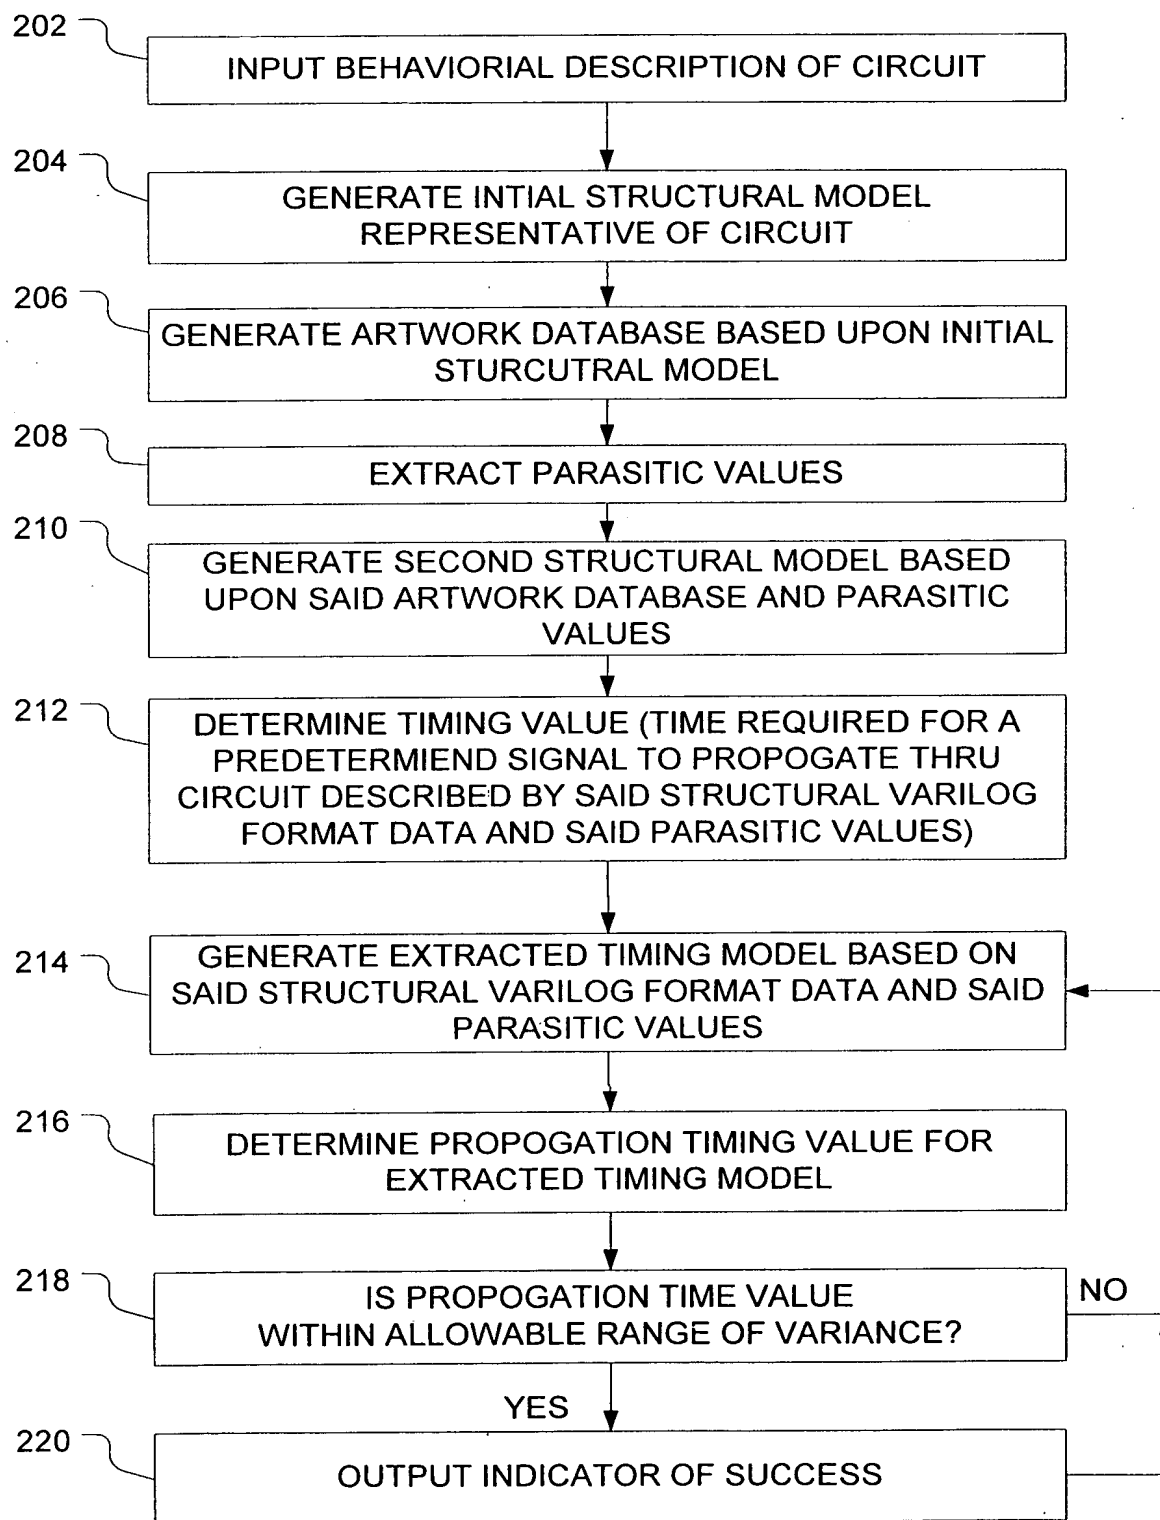 202
INPUT BEHAVIORIAL DESCRIPTION OF CIRCUIT
204
GENERATE INTIAL STRUCTURAL MODEL
REPRESENTATIVE OF CIRCUIT
206
GENERATE ARTWORK DATABASE BASED UPON INITIAL
STURCUTRAL MODEL
208
EXTRACT PARASITIC VALUES
210
GENERATE SECOND STRUCTURAL MODEL BASED
UPON SAID ARTWORK DATABASE AND PARASITIC
VALUES
212
DETERMINE TIMING VALUE (TIME REQUIRED FOR A
PREDETERMIEND SIGNAL TO PROPOGATE THRU
CIRCUIT DESCRIBED BY SAID STRUCTURAL VARILOG
FORMAT DATA AND SAID PARASITIC VALUES)
214
GENERATE EXTRACTED TIMING MODEL BASED ON
SAID STRUCTURAL VARILOG FORMAT DATA AND SAID
PARASITIC VALUES
216
DETERMINE PROPOGATION TIMING VALUE FOR
EXTRACTED TIMING MODEL
218
IS PROPOGATION TIME VALUE
WITHIN ALLOWABLE RANGE OF VARIANCE?
NO
YES
220
OUTPUT INDICATOR OF SUCCESS